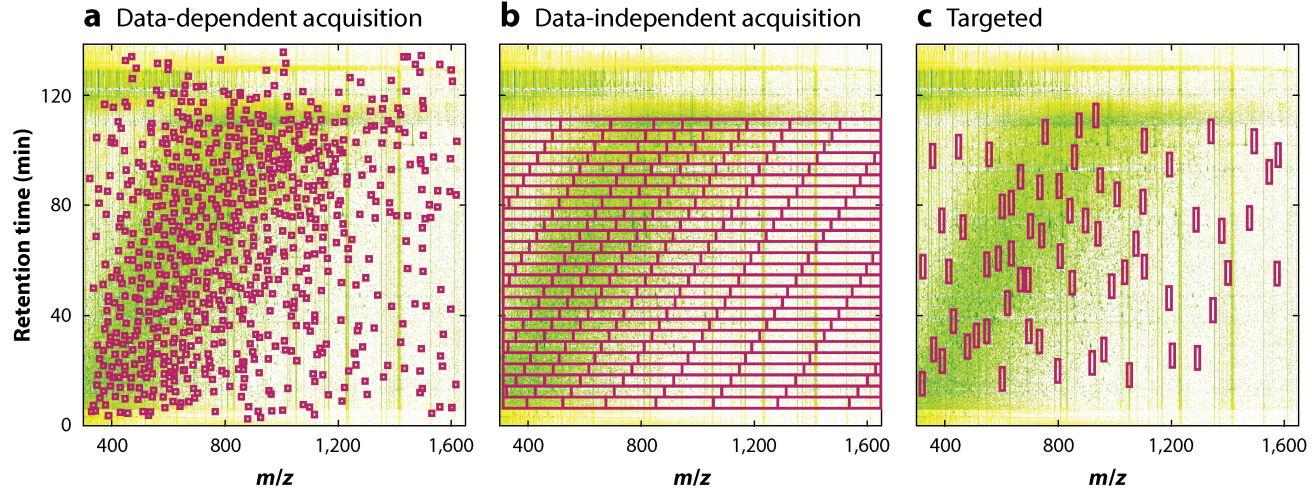 a Data-dependent acquisition
b Data-independent acquisition
c Targeted
Retention time (min)
120
80
40
0
400 800 1,200 1,600
400 800 1,200 1,600
400 800 1,200 1,600
m/z
m/z
m/z